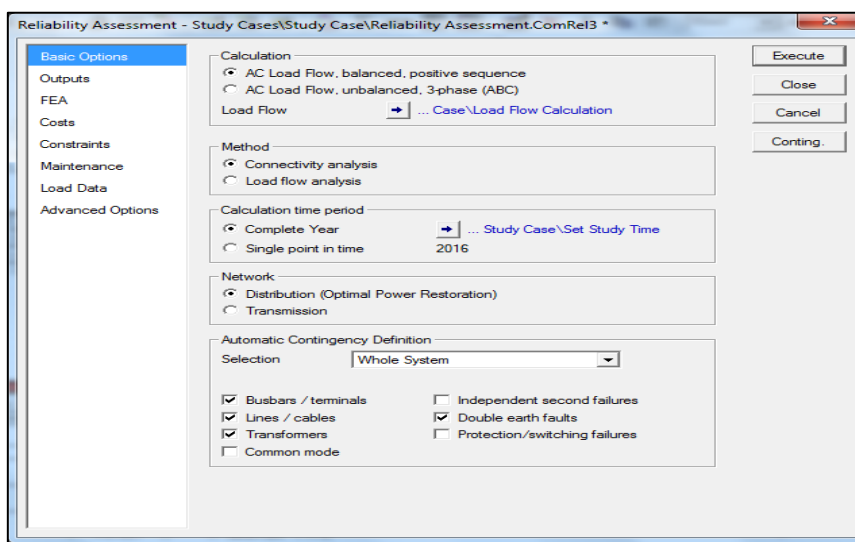 Reliability Assessment - Study Cases\Study Case\Reliability Assessment.ComRel3 *
Basic Options
Outputs
FEA
Costs
Constraints
Maintenance
Load Data
Advanced Options
Calculation
AC Load Flow, balanced, positive sequence
AC Load Flow, unbalanced, 3-phase (ABC)
Load Flow ... Case\Load Flow Calculation
Method
Connectivity analysis
Load flow analysis
Calculation time period
Complete Year ... Study Case\Set Study Time
Single point in time 2016
Network
Distribution (Optimal Power Restoration)
Transmission
Automatic Contingency Definition
Selection Whole System
Busbars / terminals Independent second failures
Lines / cables Double earth faults
Transformers Protection/switching failures
Common mode
Execute
Close
Cancel
Conting.